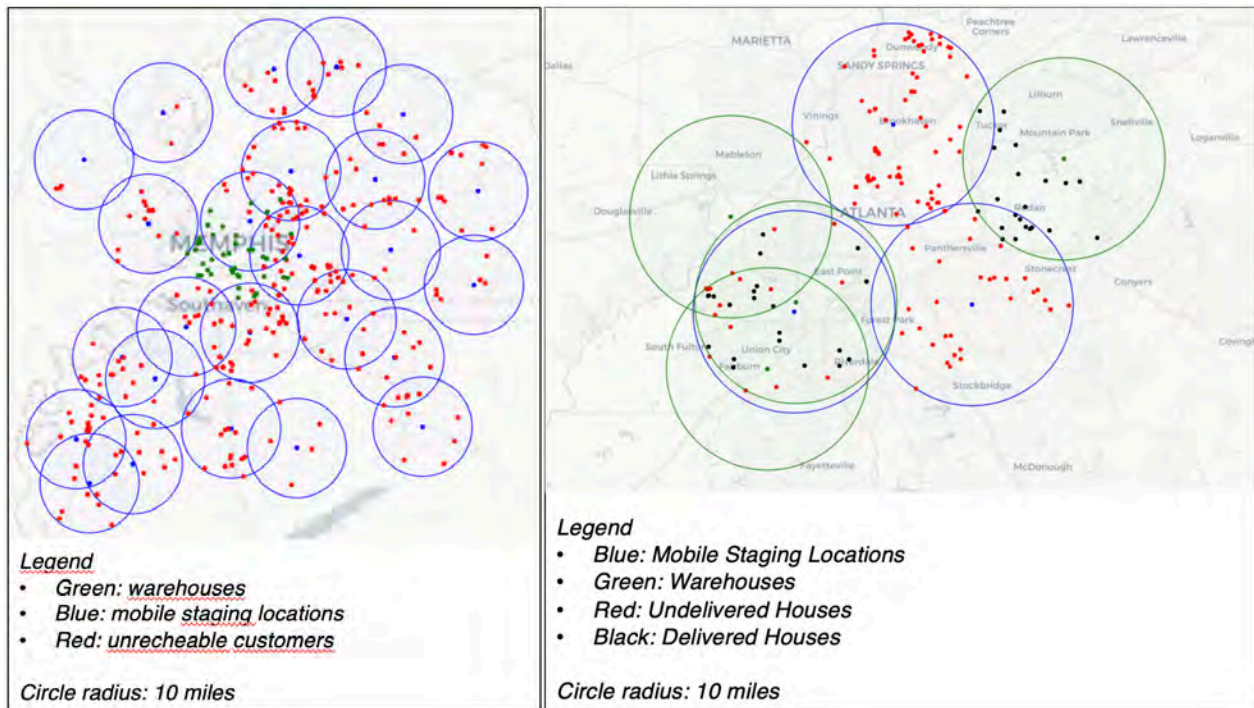 MEMPHIS
Southaven
Legend
• Green: warehouses
• Blue: mobile staging locations
• Red: unrecheable customers
Circle radius: 10 miles
Peachtree
Corners
MARIETTA
Dunwoody
Lawrenceville
Dallas
SANDY SPRINGS
Lilburn
Vinings
Brookhaven
Tucker
Snellville
Mountain Park
Loganville
Mableton
Lithia Springs
Redan
Douglasville
ATLANTA
Panthersville
East Point
Stonecrest
Conyers
Forest Park
South Fulton
Union City
Covington
Fairburn
Riverdale
Stockbridge
Fayetteville
McDonough
Legend
• Blue: Mobile Staging Locations
• Green: Warehouses
• Red: Undelivered Houses
• Black: Delivered Houses
Circle radius: 10 miles